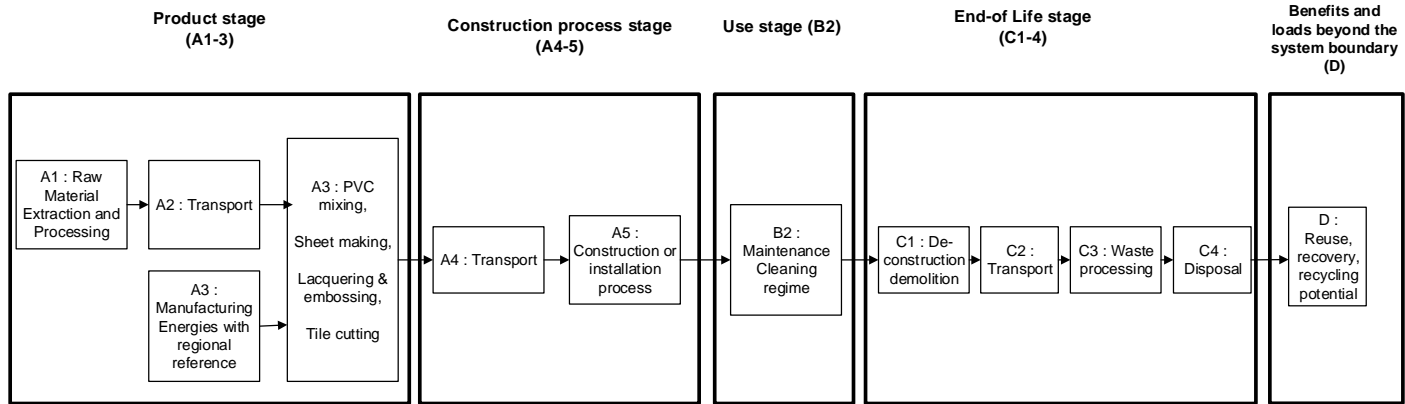 Product stage
(A1-3)
Construction process stage
(A4-5)
Use stage (B2)
End-of Life stage
(C1-4)
Benefits and
loads beyond the
system boundary
(D)
A1 : Raw
Material
Extraction and
Processing
A2 : Transport
A3 :
Manufacturing
Energies with
regional
reference
A3 : PVC
mixing,
Sheet making,
Lacquering &
embossing,
Tile cutting
A4 : Transport
A5 :
Construction or
installation
process
B2 :
Maintenance
Cleaning
regime
C1 : De-
construction
demolition
C2 :
Transport
C3 : Waste
processing
C4 :
Disposal
D :
Reuse,
recovery,
recycling
potential